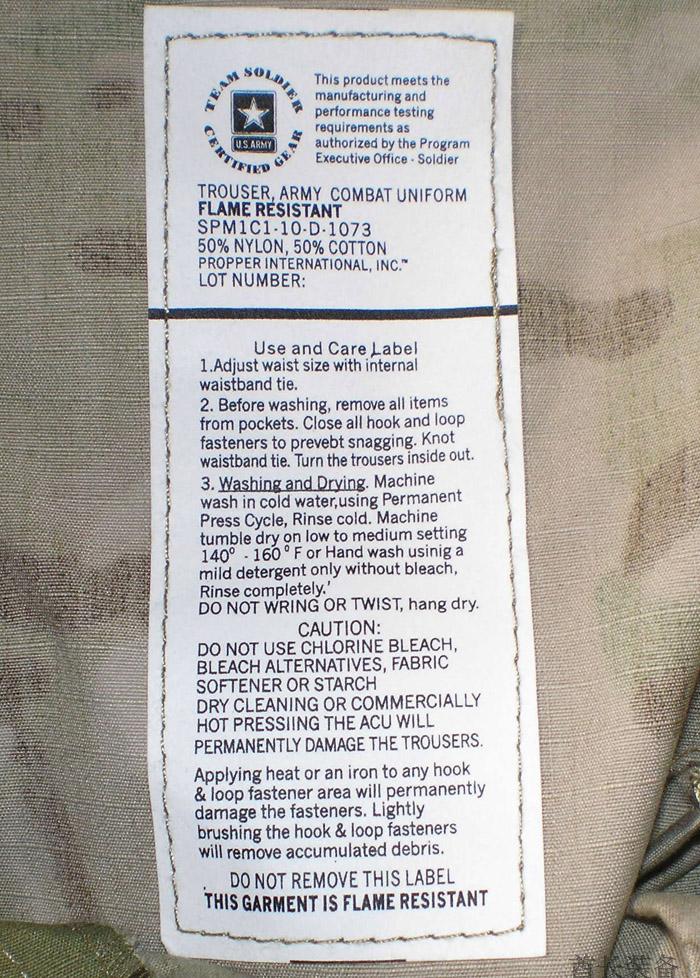 TEAM SOLDIER
U.S. ARMY
CERTIFIED GEAR
This product meets the
manufacturing and
performance testing
requirements as
authorized by the Program
Executive Office - Soldier
TROUSER, ARMY COMBAT UNIFORM
FLAME RESISTANT
SPM1C1-10-D-1073
50% NYLON, 50% COTTON
PROPPER INTERNATIONAL, INC.™
LOT NUMBER:
Use and Care Label
1.Adjust waist size with internal
waistband tie.
2. Before washing, remove all items
from pockets. Close all hook and loop
fasteners to prevebt snagging. Knot
waistband tie. Turn the trousers inside out.
3. Washing and Drying. Machine
wash in cold water,using Permanent
Press Cycle, Rinse cold. Machine
tumble dry on low to medium setting
140° - 160° F or Hand wash usinig a
mild detergent only without bleach,
Rinse completely.'
DO NOT WRING OR TWIST, hang dry.
CAUTION:
DO NOT USE CHLORINE BLEACH,
BLEACH ALTERNATIVES, FABRIC
SOFTENER OR STARCH
DRY CLEANING OR COMMERCIALLY
HOT PRESSIING THE ACU WILL
PERMANENTLY DAMAGE THE TROUSERS.
Applying heat or an iron to any hook
& loop fastener area will permanently
damage the fasteners. Lightly
brushing the hook & loop fasteners
will remove accumulated debris.
DO NOT REMOVE THIS LABEL
THIS GARMENT IS FLAME RESISTANT